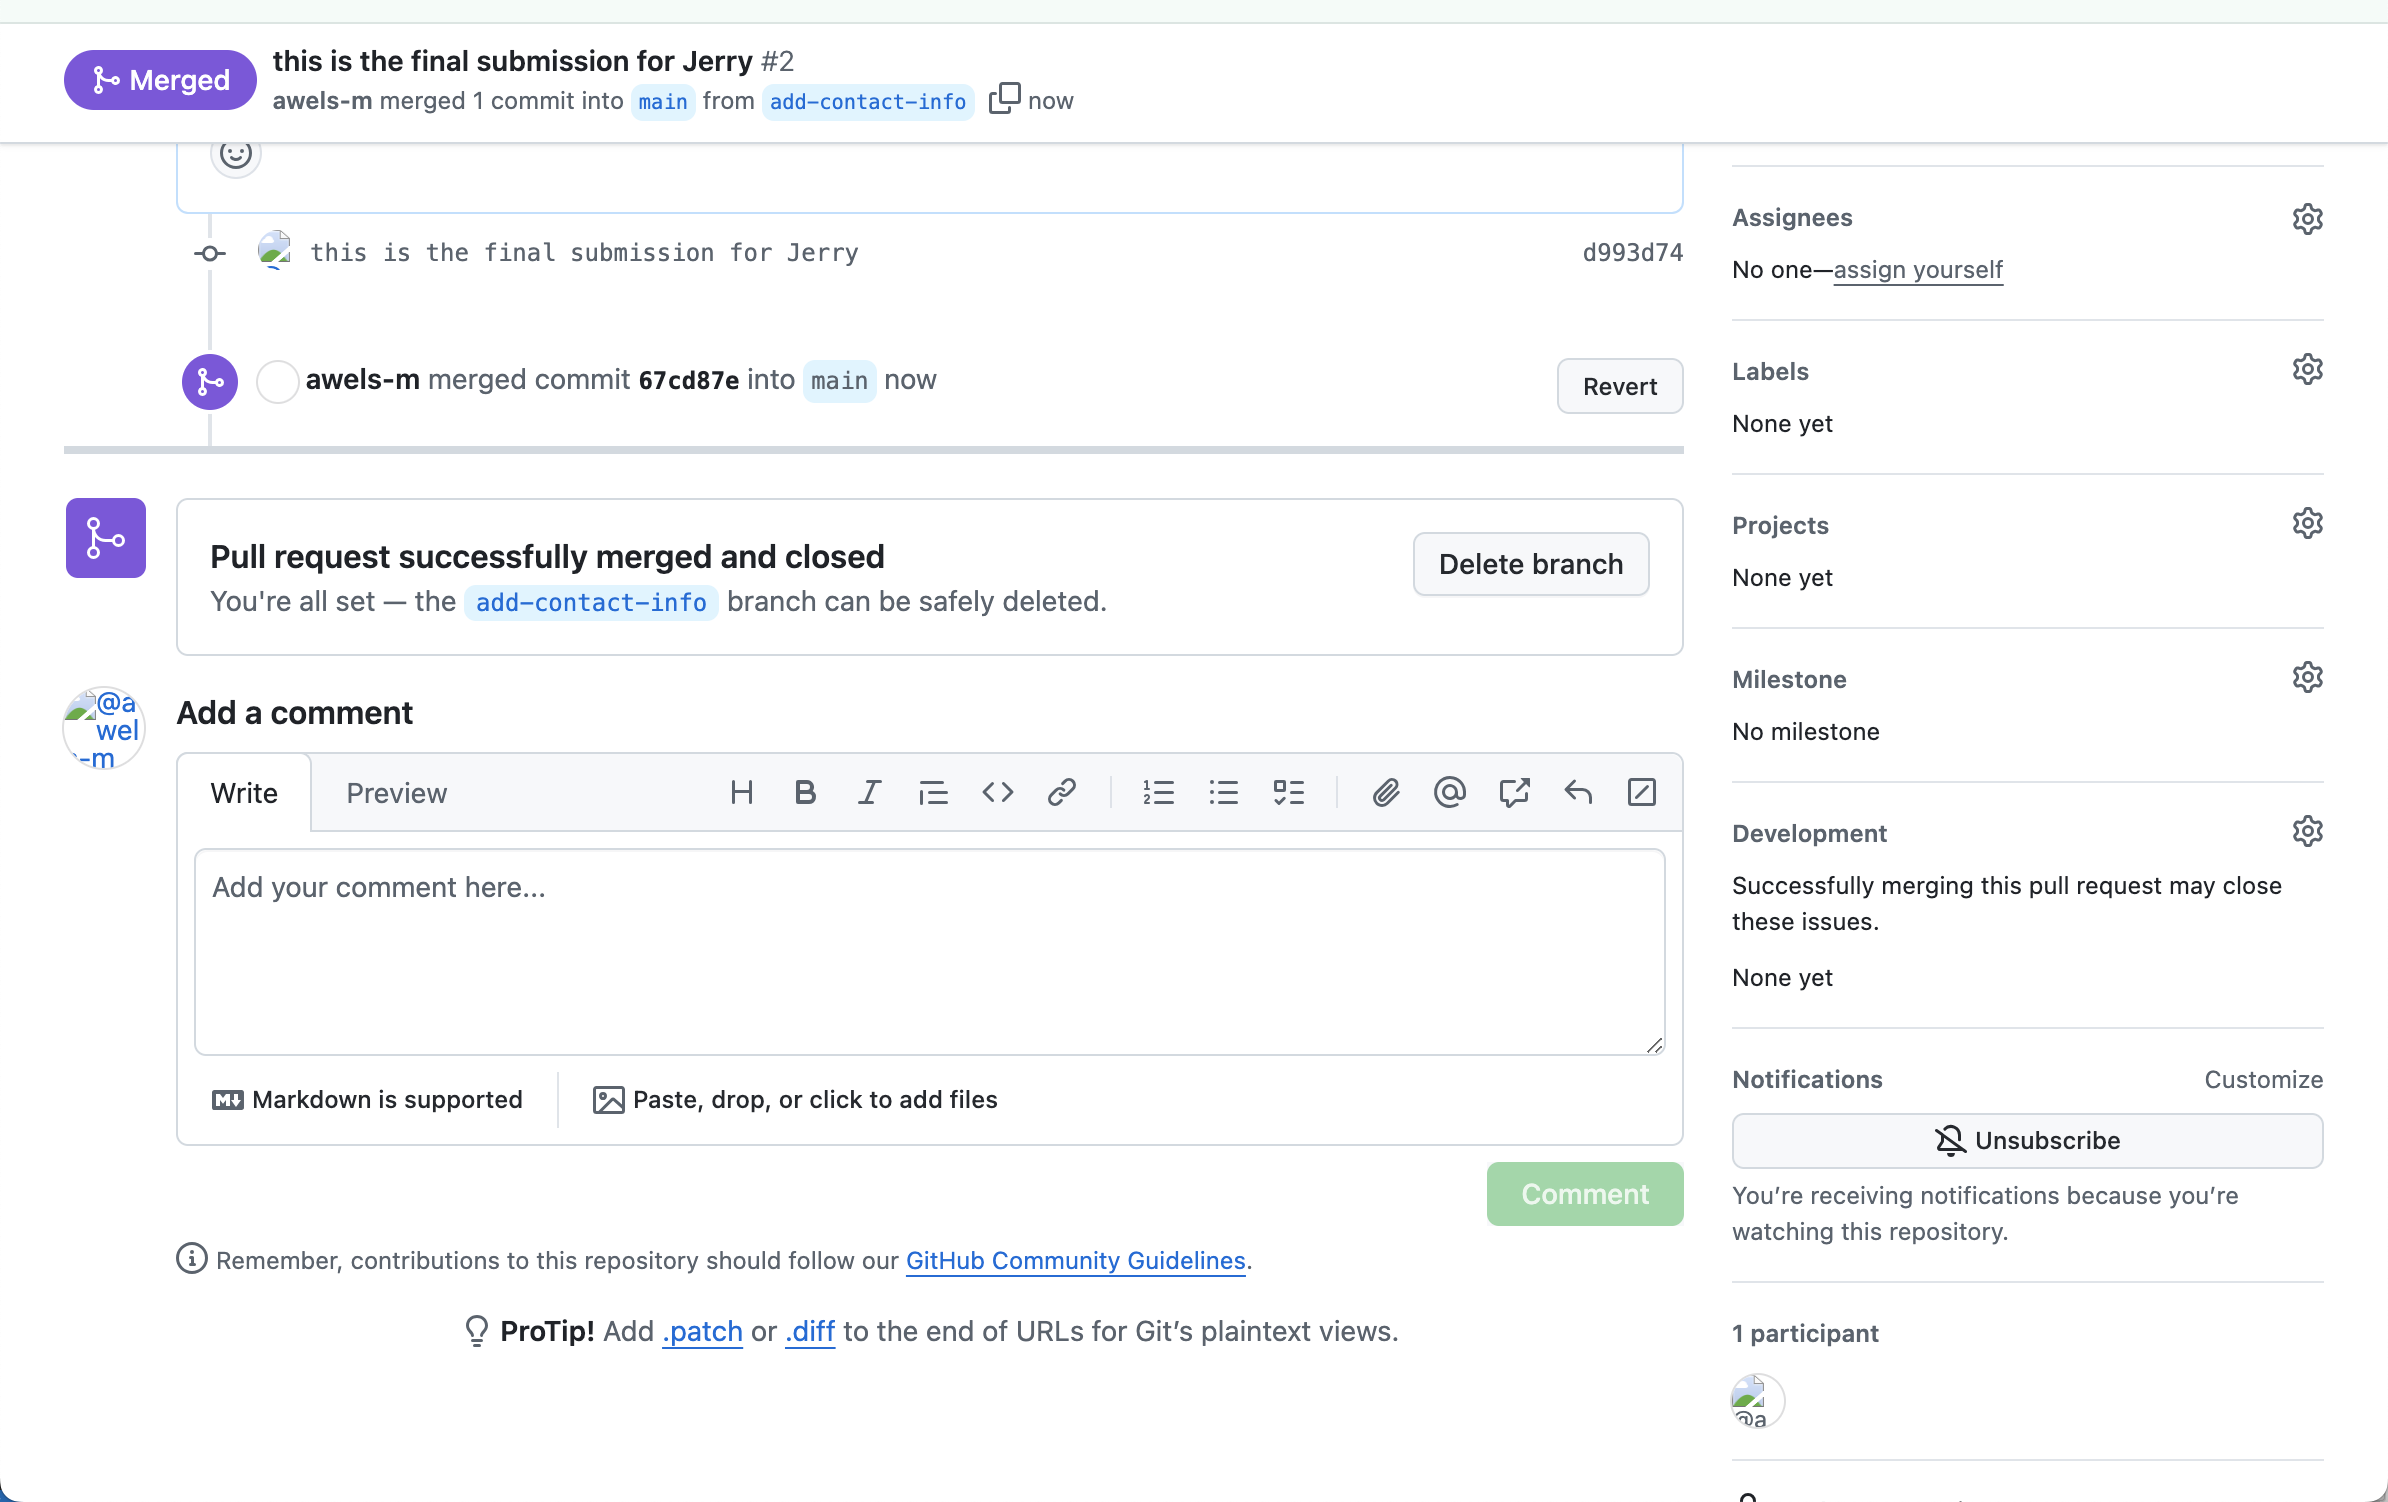 Merged
this is the final submission for Jerry #2
awels-m merged 1 commit into main from add-contact-info now
this is the final submission for Jerry d993d74
awels-m merged commit 67cd87e into main now
Revert
Pull request successfully merged and closed
You're all set — the add-contact-info branch can be safely deleted.
Delete branch
@a
wel
-m
Add a comment
Write Preview
Add your comment here...
Markdown is supported
Paste, drop, or click to add files
Comment
Remember, contributions to this repository should follow our GitHub Community Guidelines.
ProTip! Add .patch or .diff to the end of URLs for Git’s plaintext views.
Assignees
No one—assign yourself
Labels
None yet
Projects
None yet
Milestone
No milestone
Development
Successfully merging this pull request may close
these issues.
None yet
Notifications Customize
Unsubscribe
You’re receiving notifications because you’re
watching this repository.
1 participant
@a